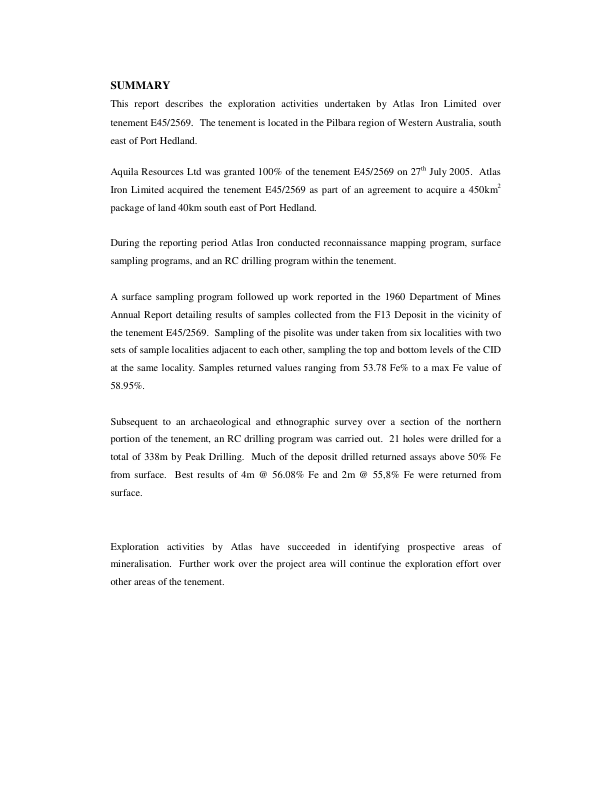 SUMMARY
This report describes the exploration activities undertaken by Atlas Iron Limited over
tenement E45/2569. The tenement is located in the Pilbara region of Western Australia, south
east of Port Hedland.
Aquila Resources Ltd was granted 100% of the tenement E45/2569 on 27th July 2005. Atlas
Iron Limited acquired the tenement E45/2569 as part of an agreement to acquire a 450km2
package of land 40km south east of Port Hedland.
During the reporting period Atlas Iron conducted reconnaissance mapping program, surface
sampling programs, and an RC drilling program within the tenement.
A surface sampling program followed up work reported in the 1960 Department of Mines
Annual Report detailing results of samples collected from the F13 Deposit in the vicinity of
the tenement E45/2569. Sampling of the pisolite was under taken from six localities with two
sets of sample localities adjacent to each other, sampling the top and bottom levels of the CID
at the same locality. Samples returned values ranging from 53.78 Fe% to a max Fe value of
58.95%.
Subsequent to an archaeological and ethnographic survey over a section of the northern
portion of the tenement, an RC drilling program was carried out. 21 holes were drilled for a
total of 338m by Peak Drilling. Much of the deposit drilled returned assays above 50% Fe
from surface. Best results of 4m @ 56.08% Fe and 2m @ 55,8% Fe were returned from
surface.
Exploration activities by Atlas have succeeded in identifying prospective areas of
mineralisation. Further work over the project area will continue the exploration effort over
other areas of the tenement.